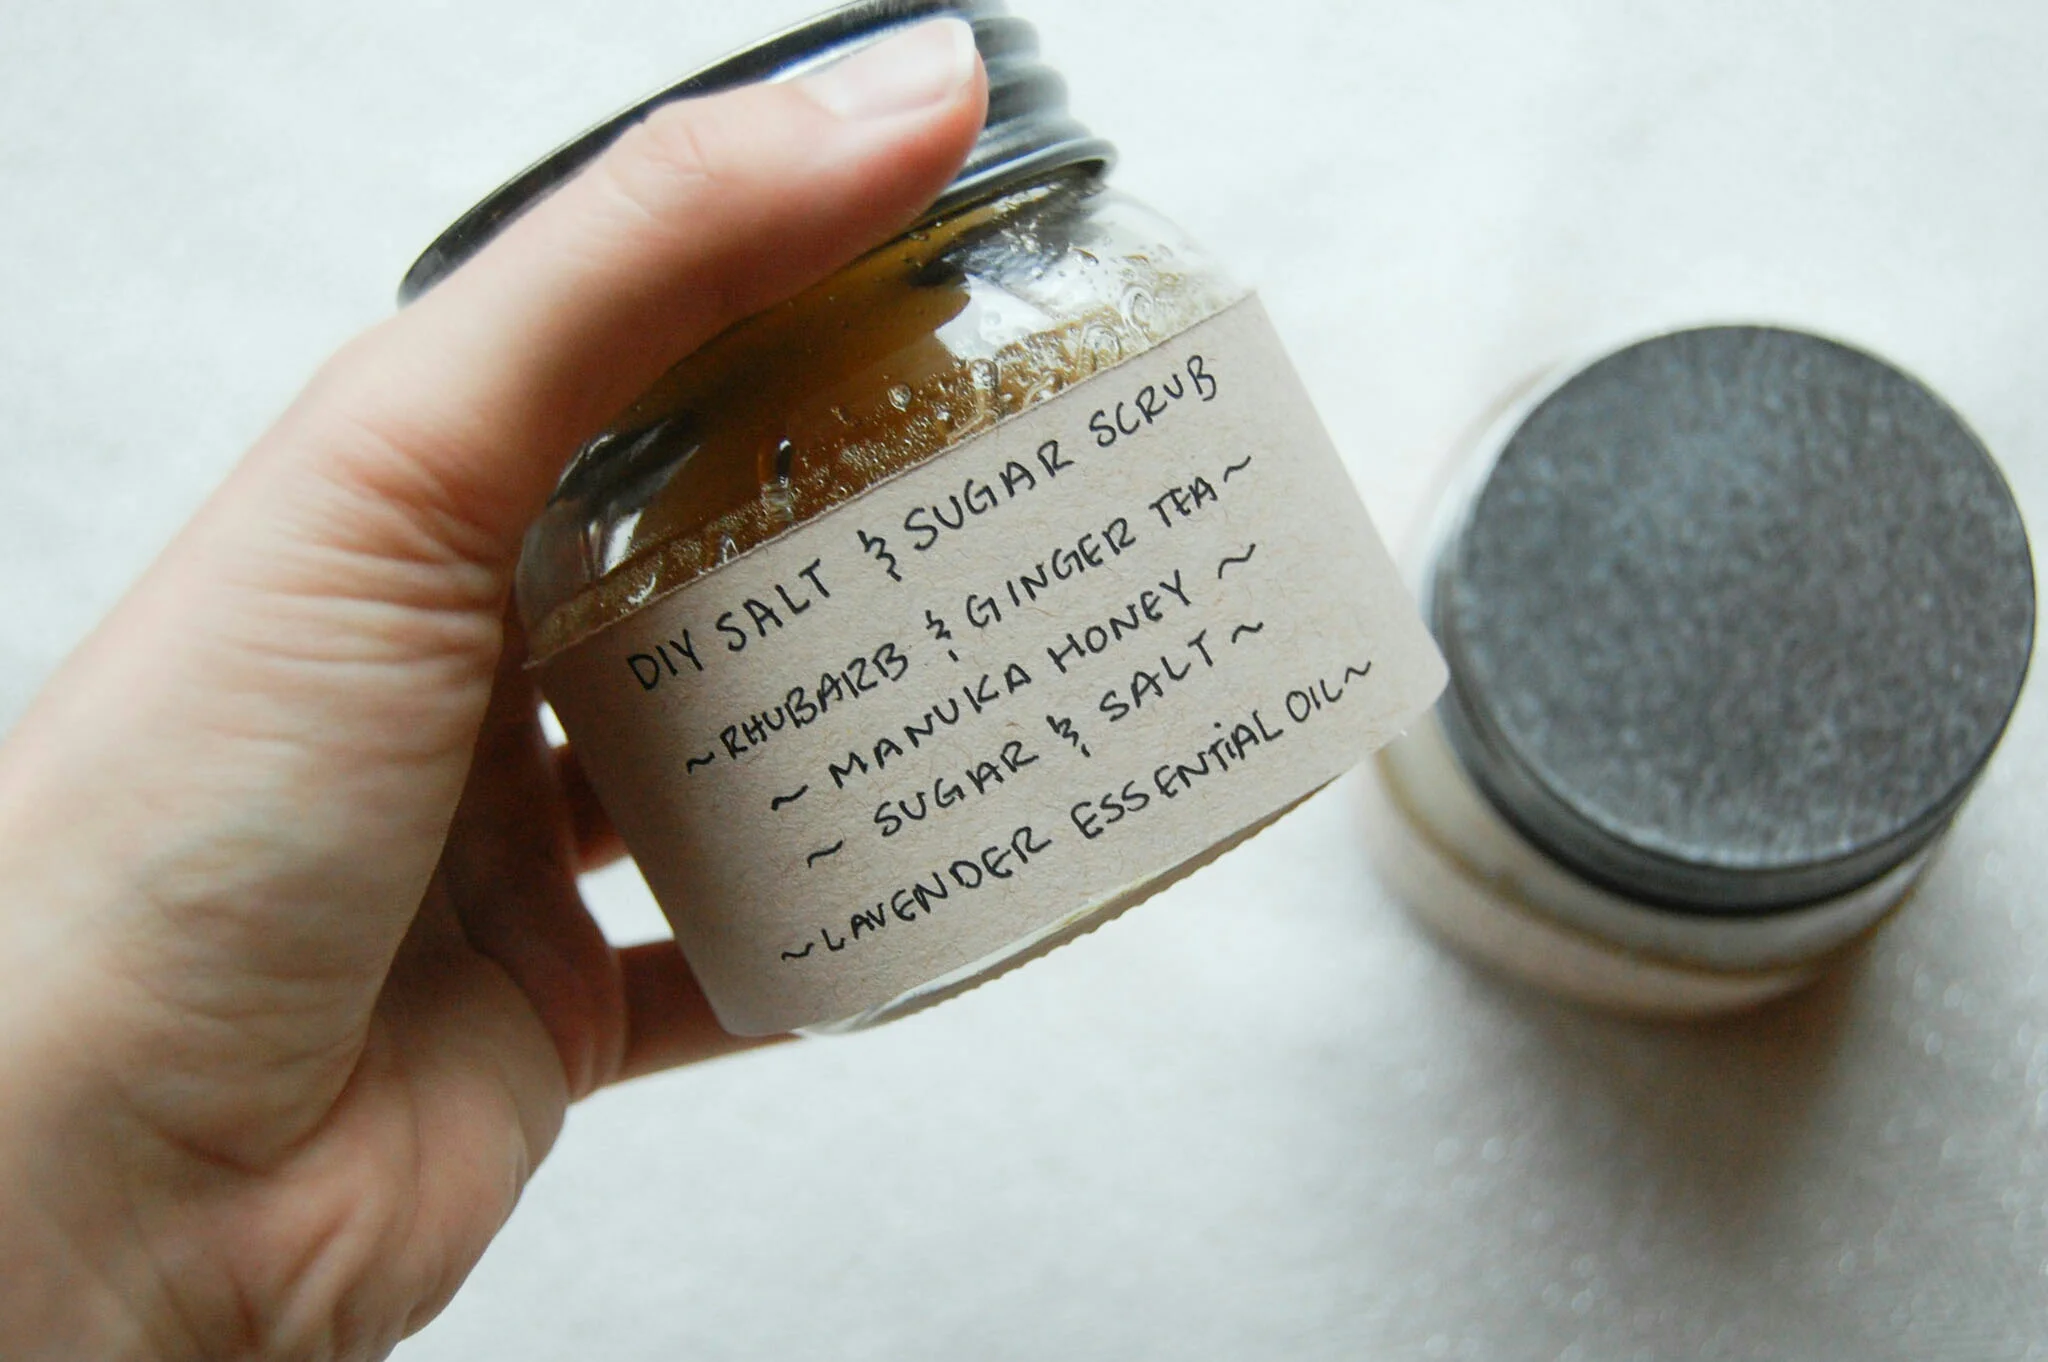 DIY SALT & SUGAR SCRUB
~RHUBARB & GINGER TEA~
~ MANUKA HONEY ~
~ SUGAR & SALT ~
~LAVENDER ESSENTIAL OIL~